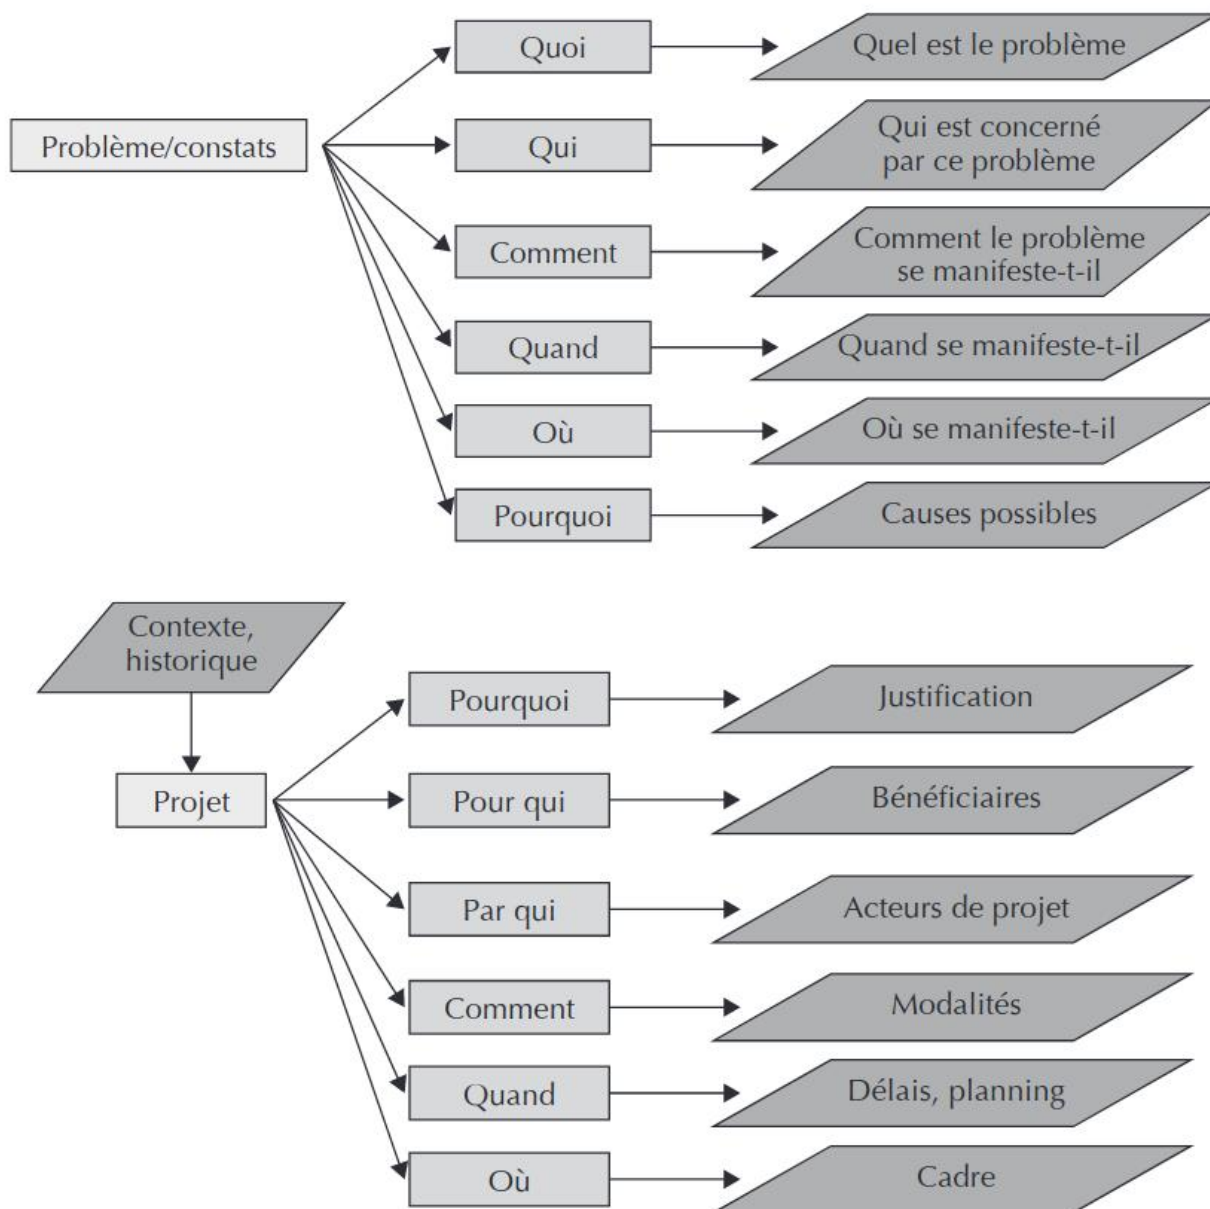 Quoi
Quel est le problème
Problème/constats
Qui
Qui est concerné
par ce problème
Comment
Comment le problème
se manifeste-t-il
Quand
Quand se manifeste-t-il
Où
Où se manifeste-t-il
Pourquoi
Causes possibles
Contexte,
historique
Projet
Pourquoi
Justification
Pour qui
Bénéficiaires
Par qui
Acteurs de projet
Comment
Modalités
Quand
Délais, planning
Où
Cadre